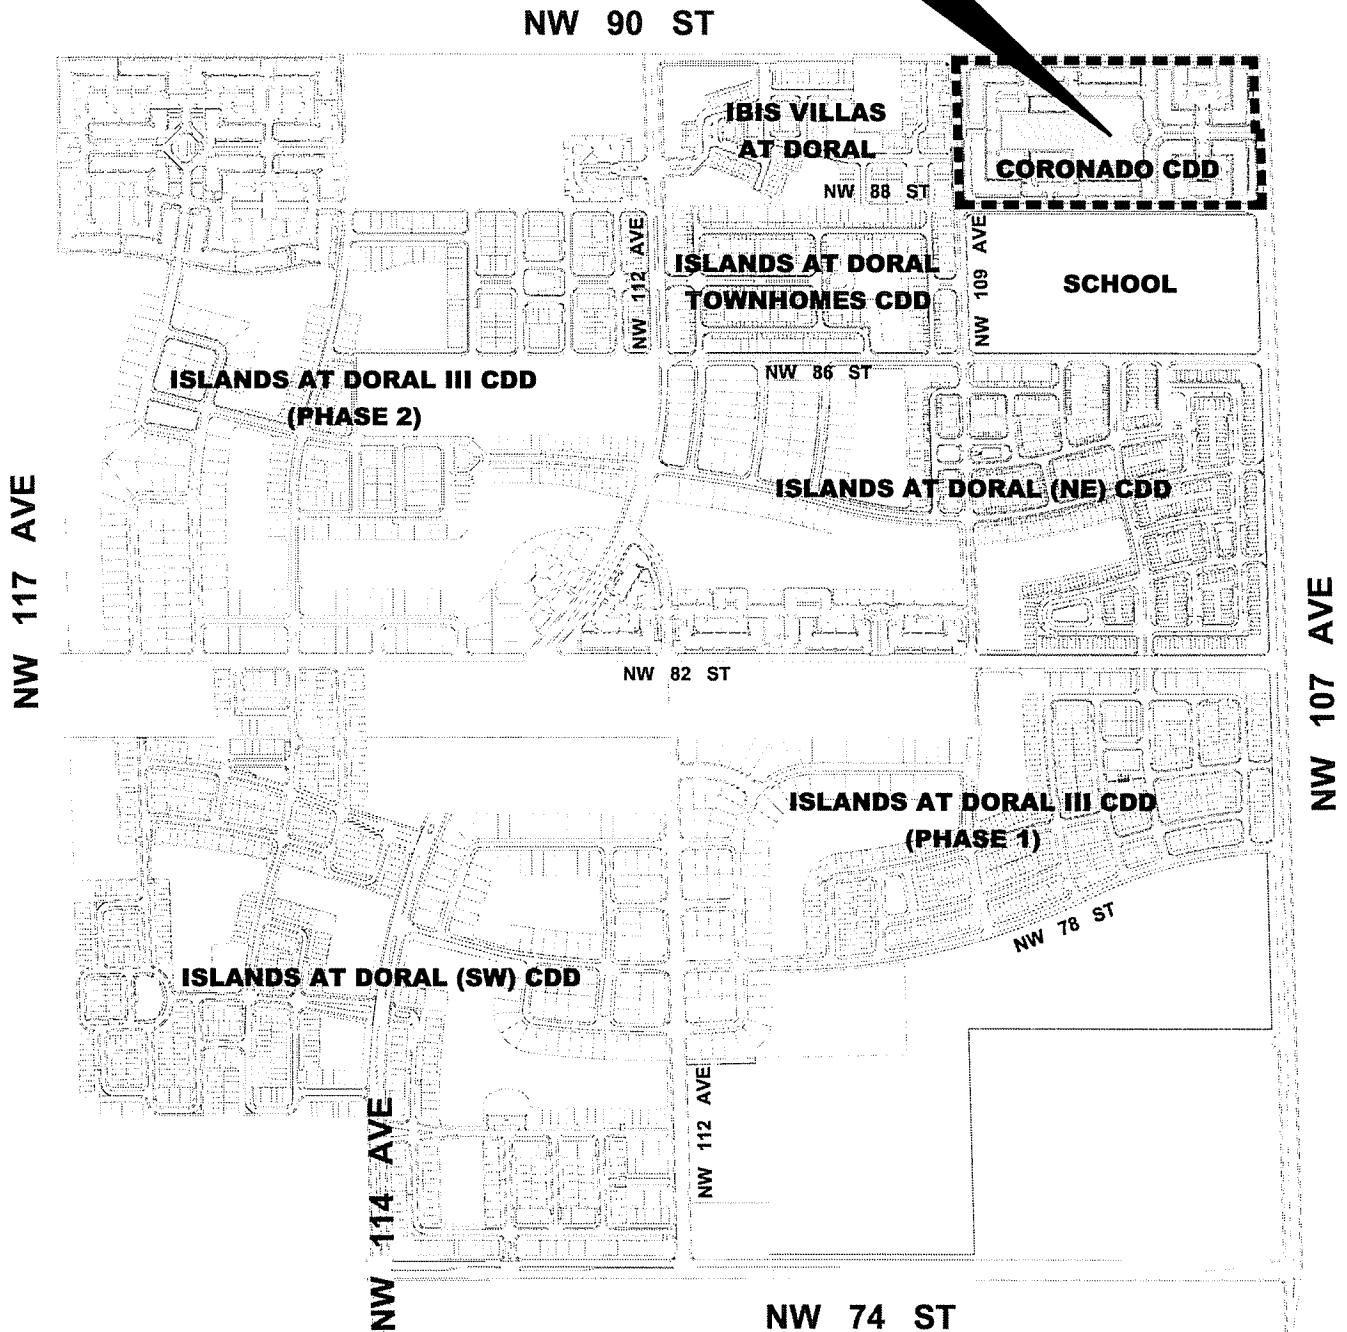 NW 90 ST
IBIS VILLAS
AT DORAL
CORONADO CDD
NW 88 ST
NW 112 AVE
ISLANDS AT DORAL
TOWNHOMES CDD
NW 109 AVE
SCHOOL
NW 86 ST
ISLANDS AT DORAL III CDD
(PHASE 2)
NW 117 AVE
ISLANDS AT DORAL (NE) CDD
NW 107 AVE
NW 82 ST
ISLANDS AT DORAL III CDD
(PHASE 1)
NW 78 ST
ISLANDS AT DORAL (SW) CDD
NW 112 AVE
NW 114 AVE
NW 74 ST